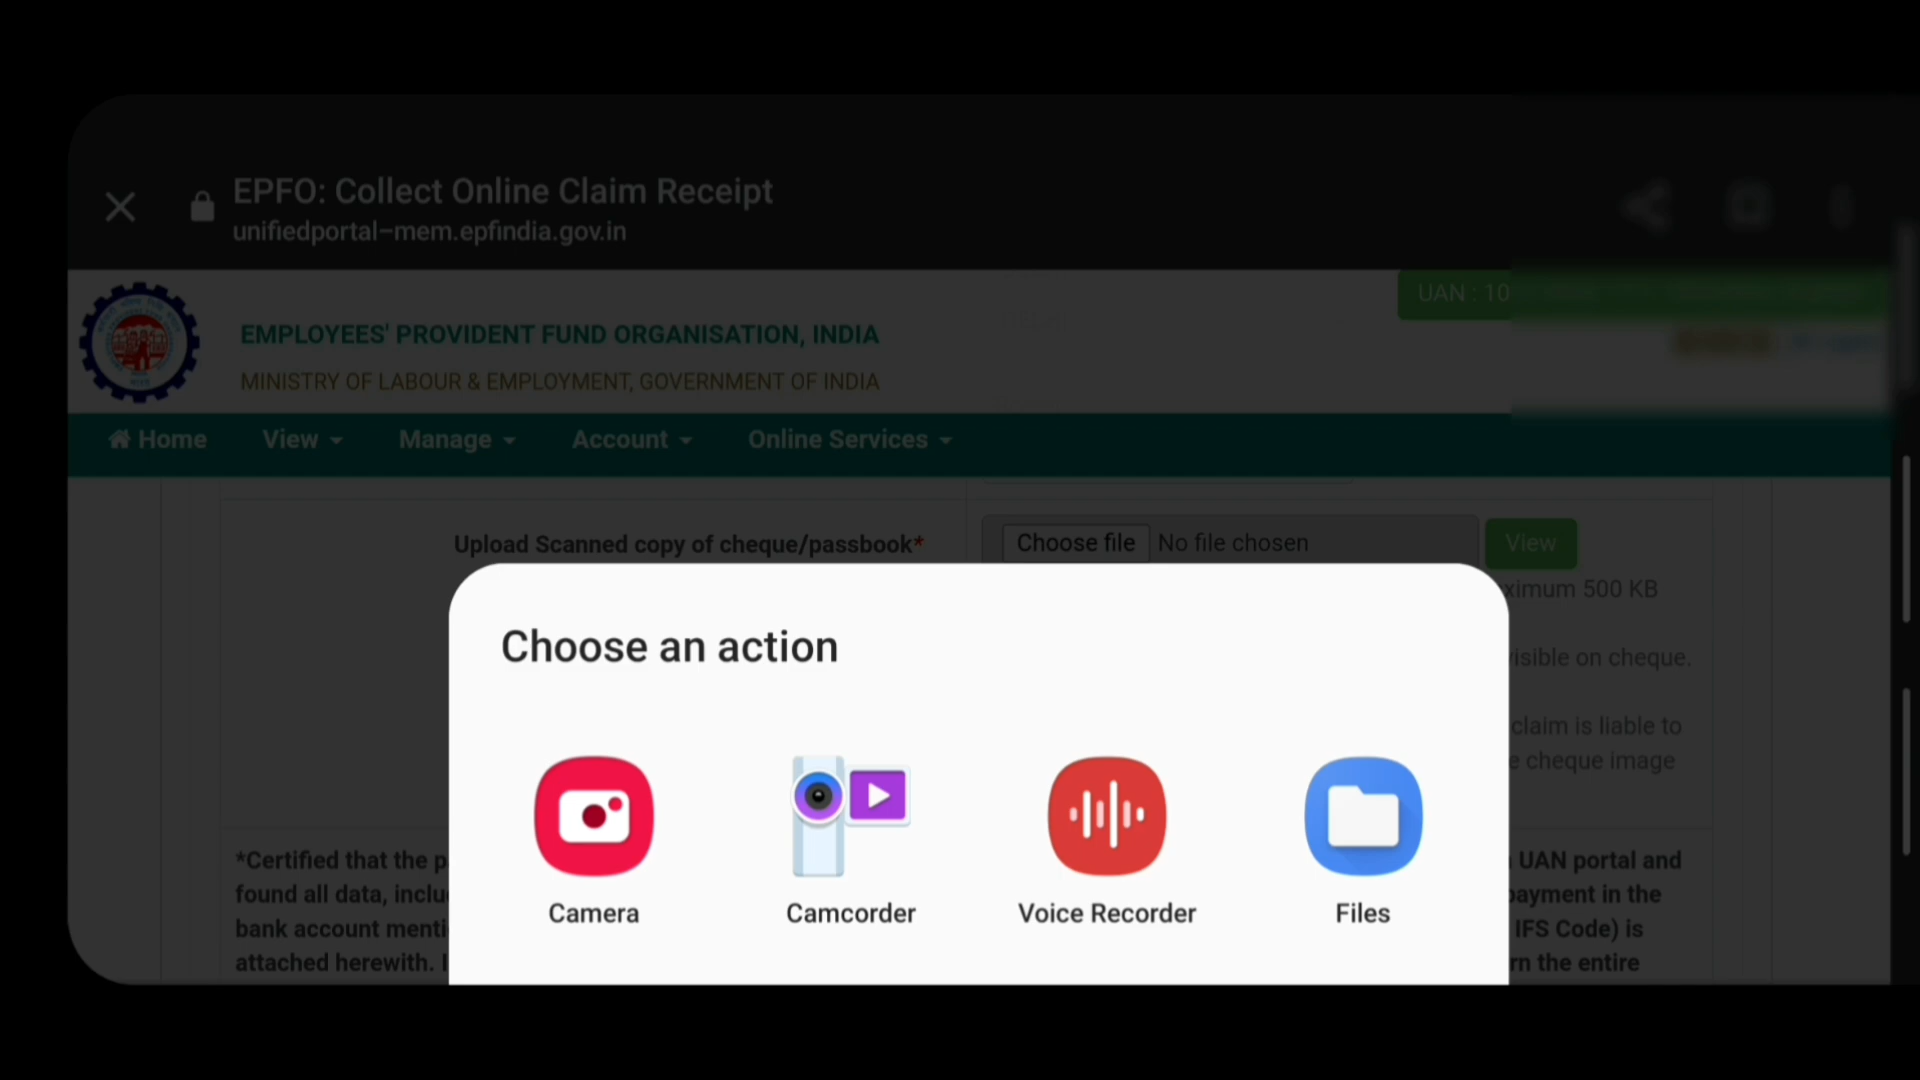 EPFO: Collect Online Claim Receipt
unifiedportal-mem.epfindia.gov.in
UAN : 10
EMPLOYEES' PROVIDENT FUND ORGANISATION, INDIA
MINISTRY OF LABOUR & EMPLOYMENT, GOVERNMENT OF INDIA
Home View Manage Account Online Services
Upload Scanned copy of cheque/passbook* Choose file No file chosen View
ximum 500 KB
Choose an action
isible on cheque.
claim is liable to
e cheque image
Camera Camcorder Voice Recorder Files
*Certified that the p UAN portal and
found all data, inclu payment in the
bank account menti IFS Code) is
attached herewith. I rn the entire